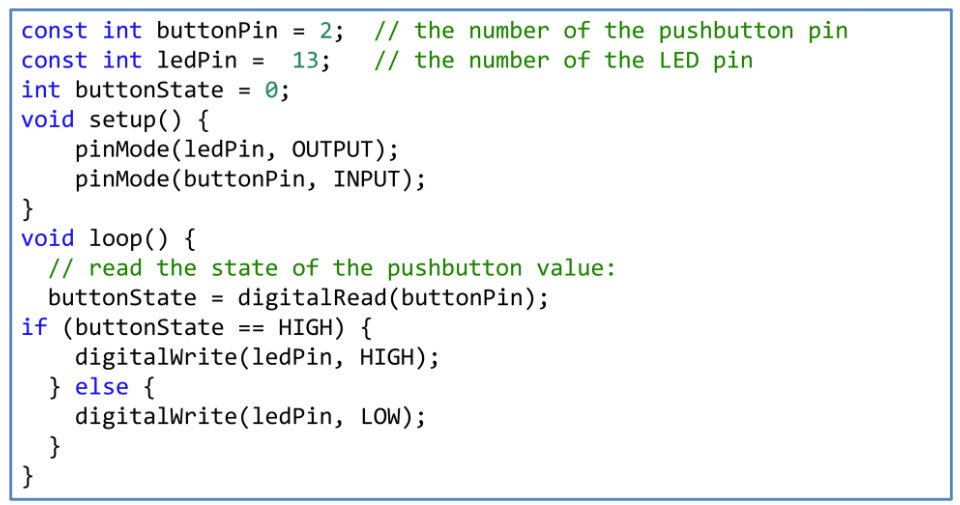 const int buttonPin = 2;  // the number of the pushbutton pin
const int ledPin =  13;   // the number of the LED pin
int buttonState = 0;
void setup() {
    pinMode(ledPin, OUTPUT);
    pinMode(buttonPin, INPUT);
}
void loop() {
  // read the state of the pushbutton value:
  buttonState = digitalRead(buttonPin);
if (buttonState == HIGH) {
    digitalWrite(ledPin, HIGH);
  } else {
    digitalWrite(ledPin, LOW);
  }
}